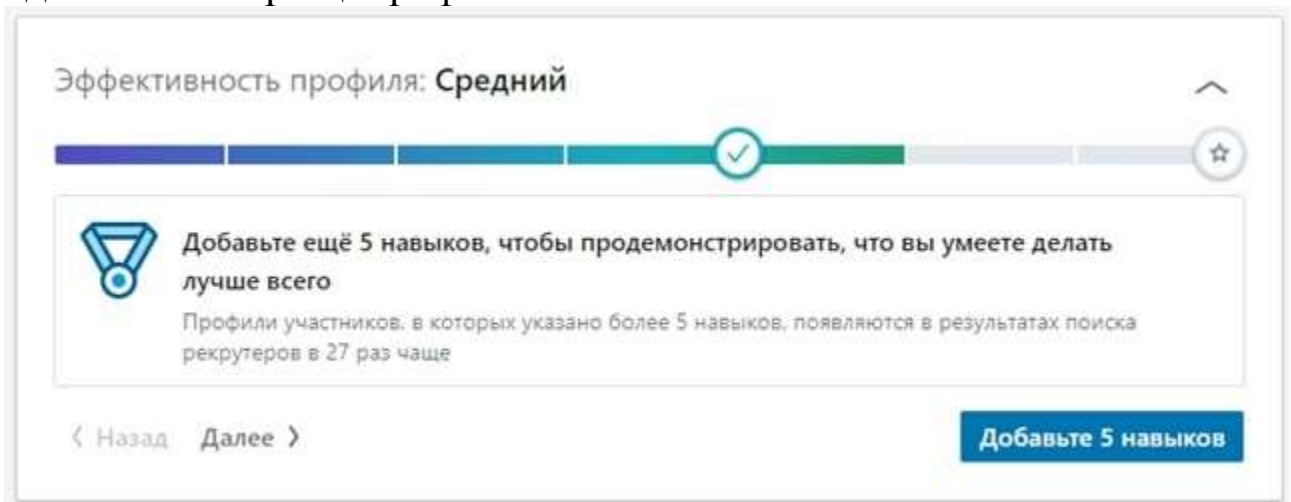 Эффективность профиля: Средний
Добавьте ещё 5 навыков, чтобы продемонстрировать, что вы умеете делать
лучше всего
Профили участников, в которых указано более 5 навыков, появляются в результатах поиска
рекрутеров в 27 раз чаще
Назад Далее
Добавьте 5 навыков